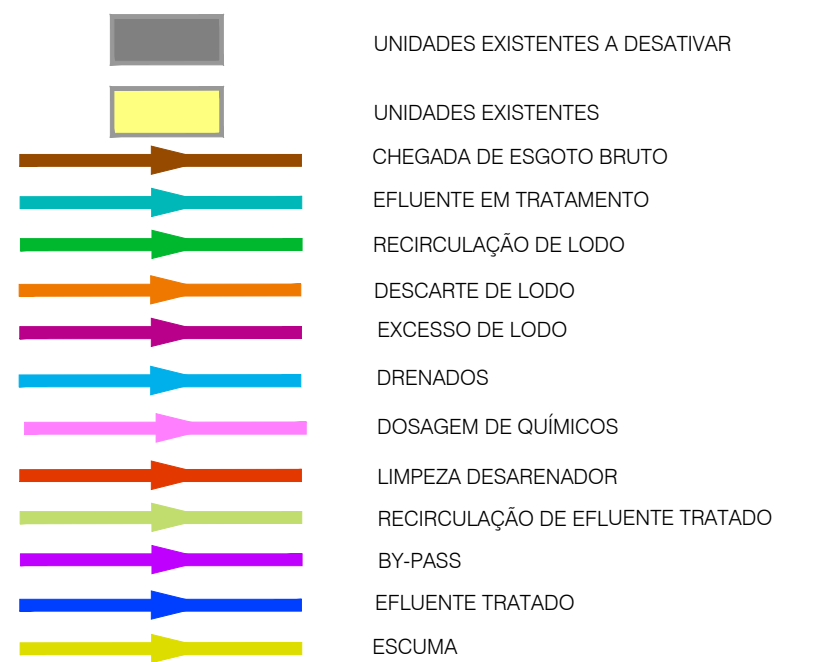 UNIDADES EXISTENTES A DESATIVAR
UNIDADES EXISTENTES
CHEGADA DE ESGOTO BRUTO
EFLUENTE EM TRATAMENTO
RECIRCULAÇÃO DE LODO
DESCARTE DE LODO
EXCESSO DE LODO
DRENADOS
DOSAGEM DE QUÍMICOS
LIMPEZA DESARENADOR
RECIRCULAÇÃO DE EFLUENTE TRATADO
BY-PASS
EFLUENTE TRATADO
ESCUMA